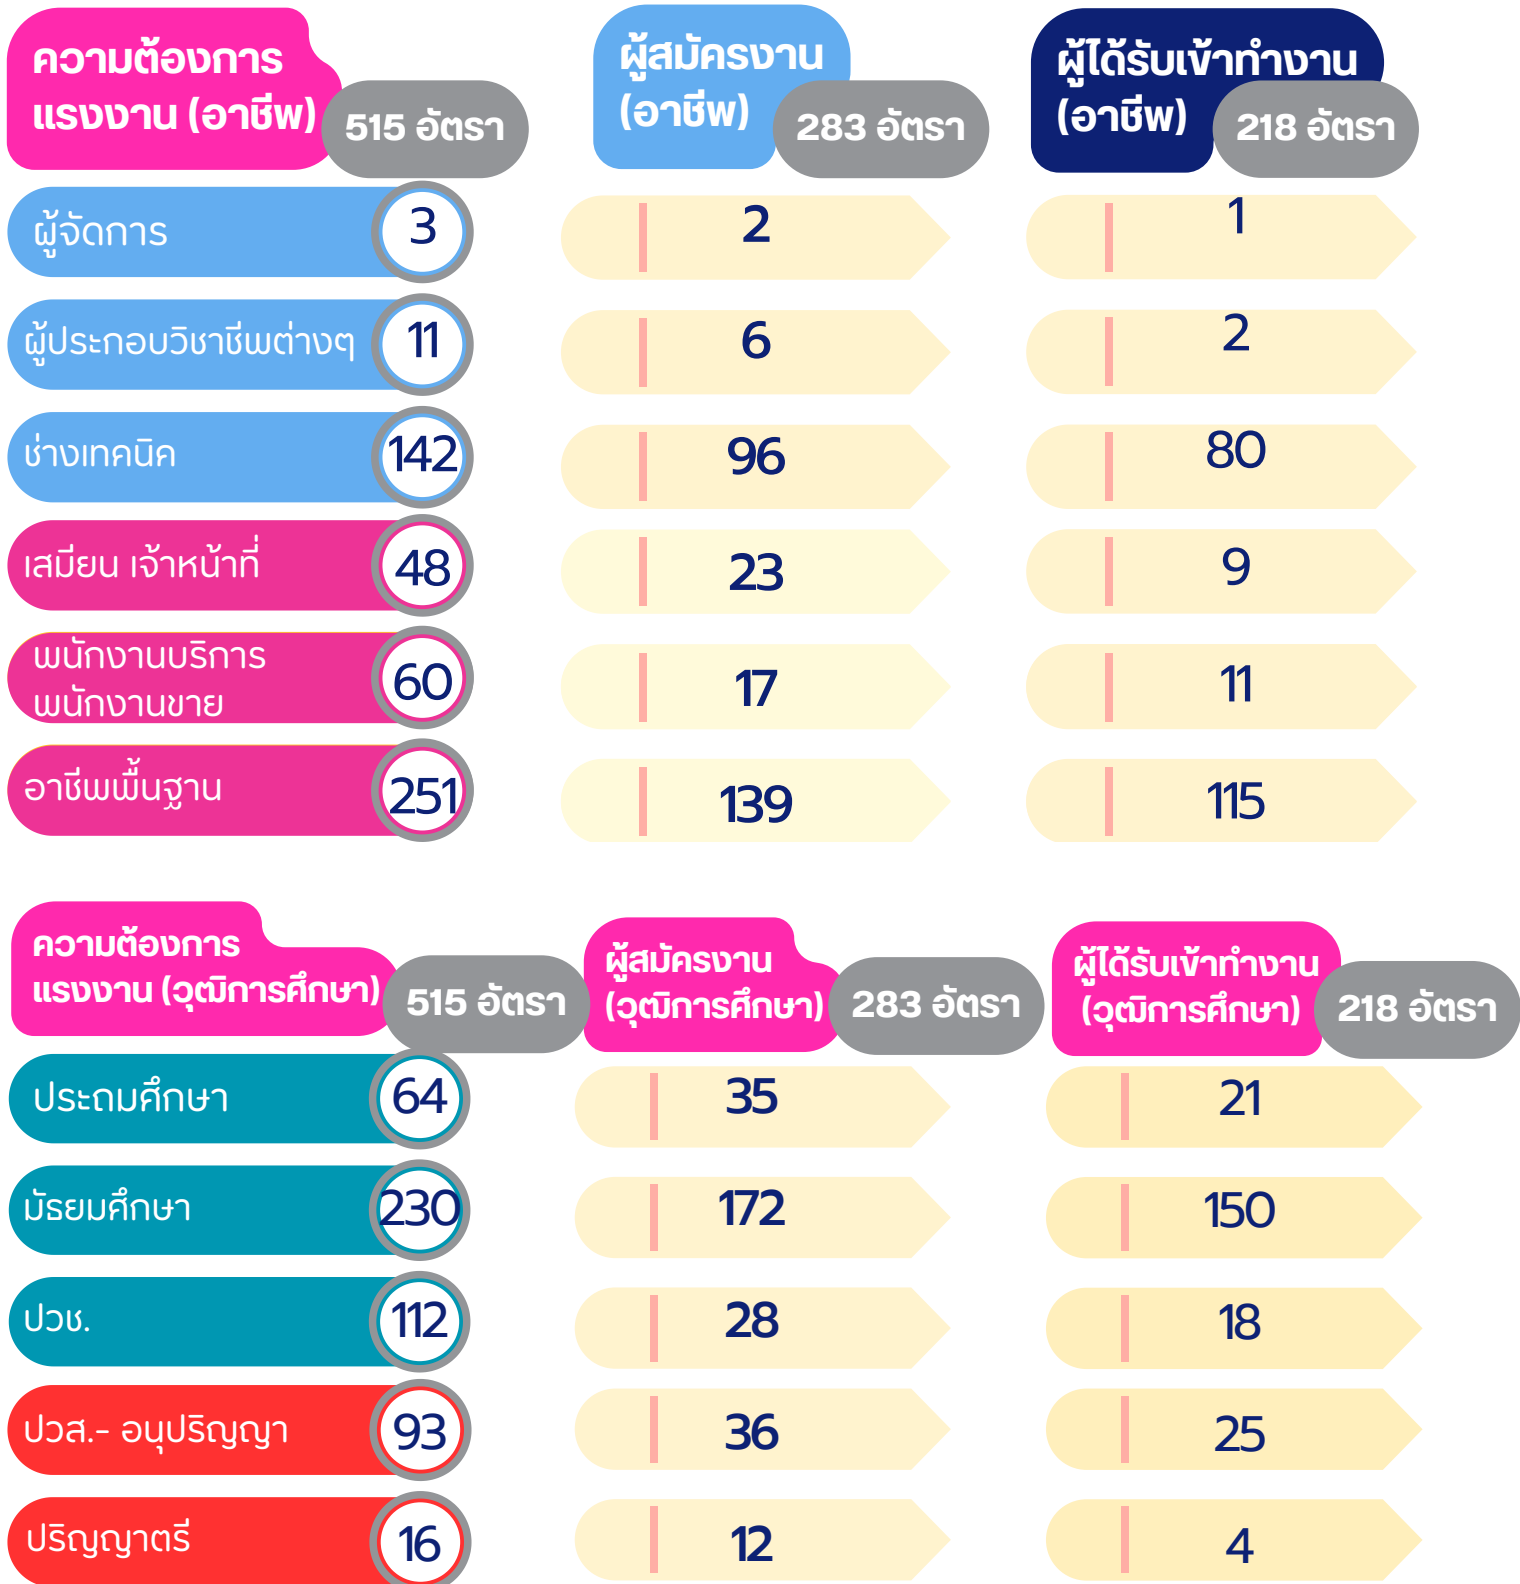 ความต้องการ
แรงงาน (อาชีพ)
515 อัตรา
ผู้สมัครงาน
(อาชีพ)
283 อัตรา
ผู้ได้รับเข้าทำงาน
(อาชีพ)
218 อัตรา
ผู้จัดการ
3
2
1
ผู้ประกอบวิชาชีพต่างๆ
11
6
2
ช่างเทคนิค
142
96
80
เสมียน เจ้าหน้าที่
48
23
9
พนักงานบริการ
พนักงานขาย
60
17
11
อาชีพพื้นฐาน
251
139
115
ความต้องการ
แรงงาน (วุฒิการศึกษา)
515 อัตรา
ผู้สมัครงาน
(วุฒิการศึกษา)
283 อัตรา
ผู้ได้รับเข้าทำงาน
(วุฒิการศึกษา)
218 อัตรา
ประถมศึกษา
64
35
21
มัธยมศึกษา
230
172
150
ปวช.
112
28
18
ปวส.- อนุปริญญา
93
36
25
ปริญญาตรี
16
12
4